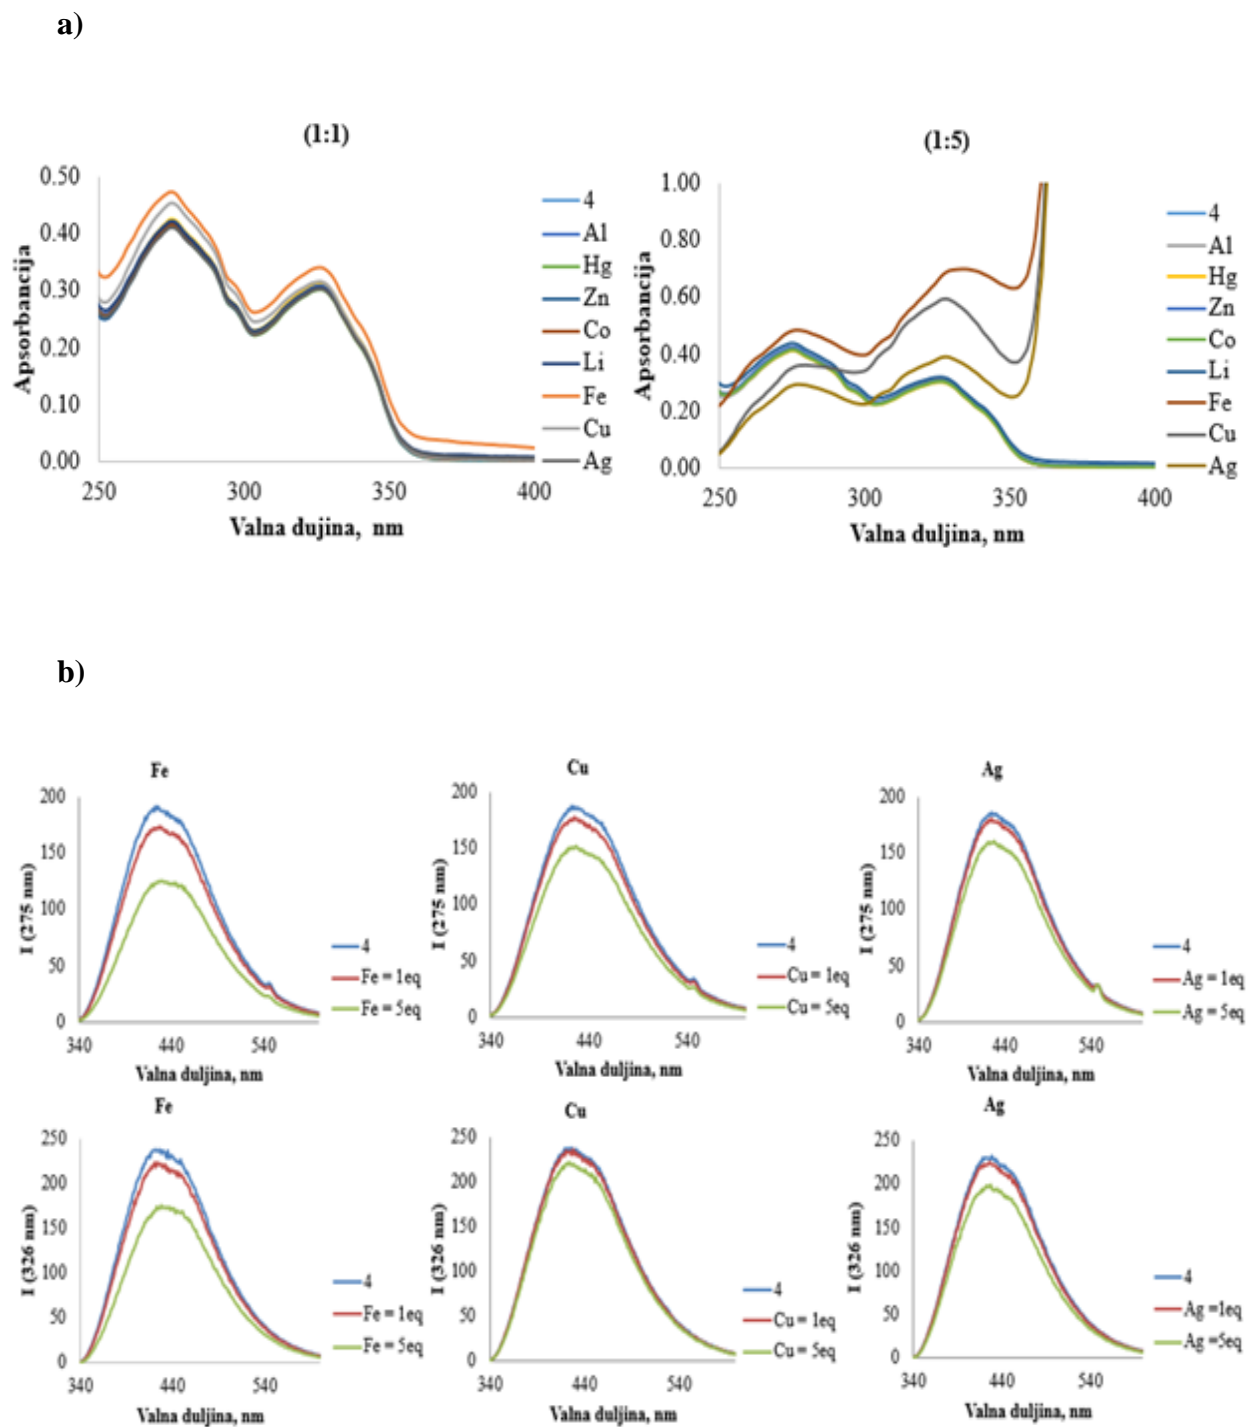 a)
(1:1)
0.50
0.40
0.30
0.20
0.10
0.00
Apsorbancija
250
300
350
400
Valna dujina, nm
4
Al
Hg
Zn
Co
Li
Fe
Cu
Ag
(1:5)
1.00
0.80
0.60
0.40
0.20
0.00
Apsorbancija
250
300
350
400
Valna duljina, nm
4
Al
Hg
Zn
Co
Li
Fe
Cu
Ag
b)
Fe
200
150
100
50
0
I (275 nm)
340
440
540
Valna duljina, nm
4
Fe = 1eq
Fe = 5eq
Cu
200
150
100
50
0
I (275 nm)
340
440
540
Valna duljina, nm
4
Cu = 1eq
Cu = 5eq
Ag
200
150
100
50
0
I (275 nm)
340
440
540
Valna duljina, nm
4
Ag = 1eq
Ag = 5eq
Fe
250
200
150
100
50
0
I (326 nm)
340
440
540
Valna duljina, nm
4
Fe = 1eq
Fe = 5eq
Cu
250
200
150
100
50
0
I (326 nm)
340
440
540
Valna duljina, nm
4
Cu = 1eq
Cu = 5eq
Ag
250
200
150
100
50
0
I (326 nm)
340
440
540
Valna duljina, nm
4
Ag =1eq
Ag =5eq